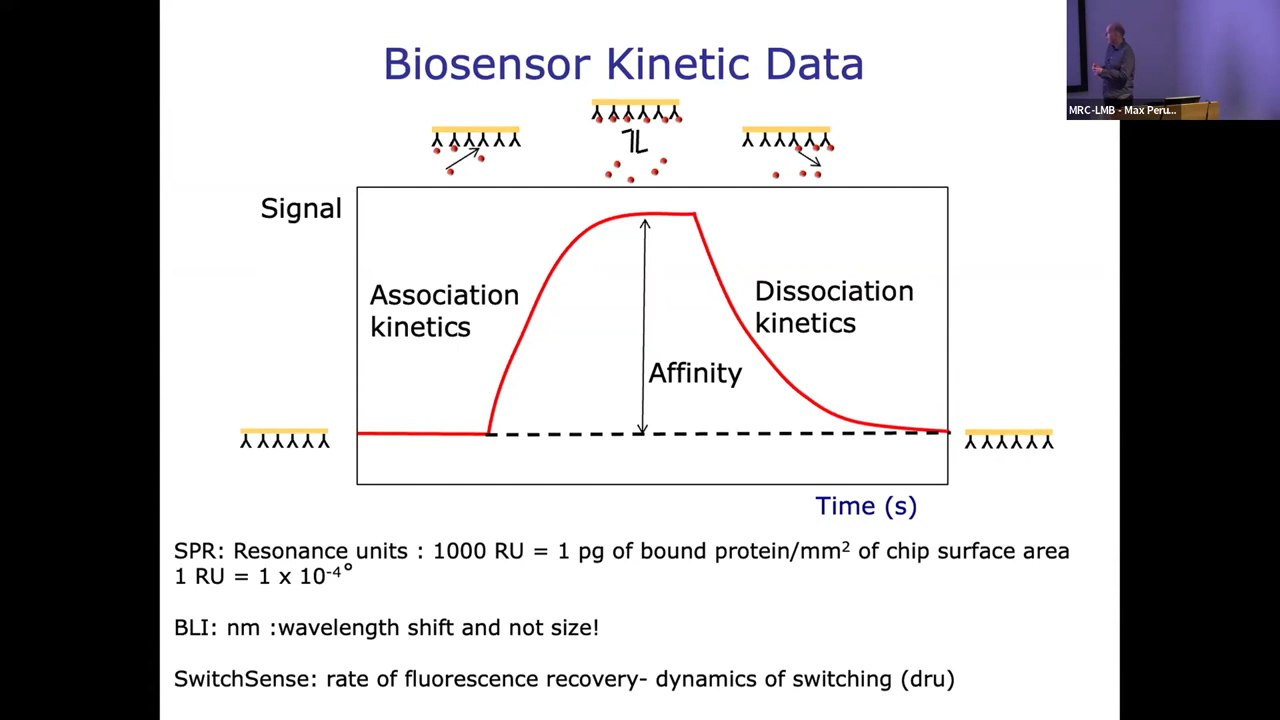 Biosensor Kinetic Data
MRC-LMB - Max Peru...
Signal
Association
kinetics
Dissociation
kinetics
Affinity
Time (s)
SPR: Resonance units : 1000 RU = 1 pg of bound protein/mm² of chip surface area
1 RU = 1 x 10⁻⁴°
BLI: nm :wavelength shift and not size!
SwitchSense: rate of fluorescence recovery- dynamics of switching (dru)